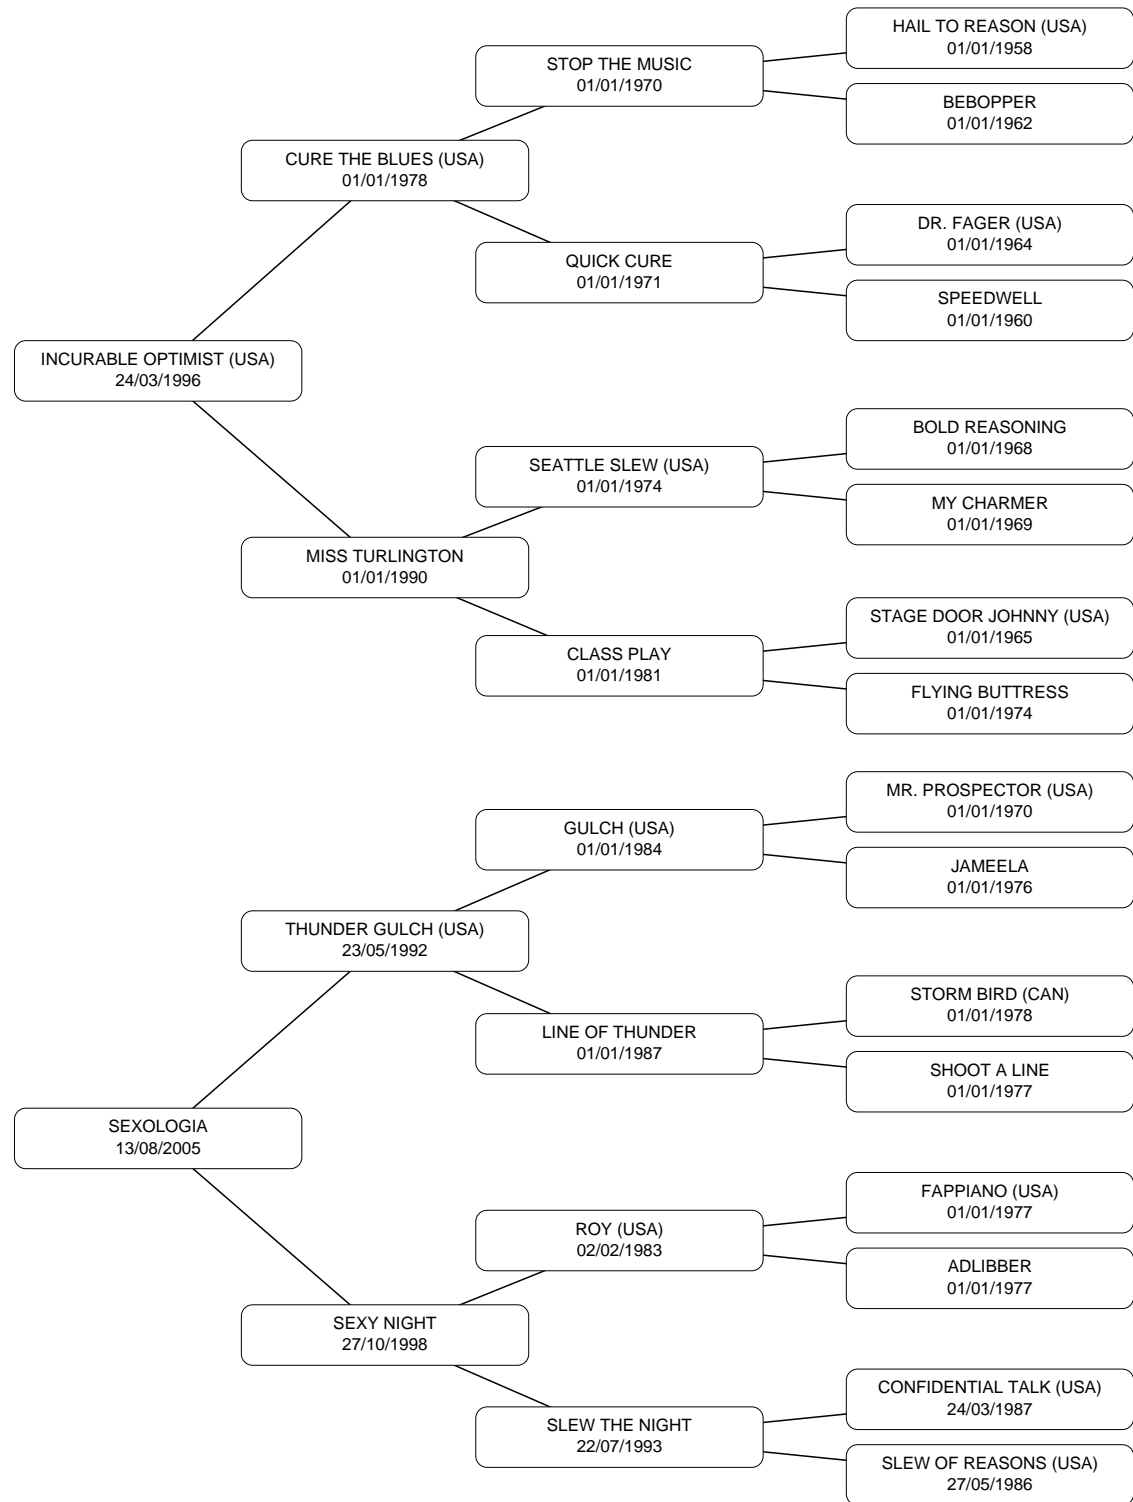 HAIL TO REASON (USA)
01/01/1958
STOP THE MUSIC
01/01/1970
BEBOPPER
01/01/1962
CURE THE BLUES (USA)
01/01/1978
DR. FAGER (USA)
01/01/1964
QUICK CURE
01/01/1971
SPEEDWELL
01/01/1960
INCURABLE OPTIMIST (USA)
24/03/1996
BOLD REASONING
01/01/1968
SEATTLE SLEW (USA)
01/01/1974
MY CHARMER
01/01/1969
MISS TURLINGTON
01/01/1990
STAGE DOOR JOHNNY (USA)
01/01/1965
CLASS PLAY
01/01/1981
FLYING BUTTRESS
01/01/1974
MR. PROSPECTOR (USA)
01/01/1970
GULCH (USA)
01/01/1984
JAMEELA
01/01/1976
THUNDER GULCH (USA)
23/05/1992
STORM BIRD (CAN)
01/01/1978
LINE OF THUNDER
01/01/1987
SHOOT A LINE
01/01/1977
SEXOLOGIA
13/08/2005
FAPPIANO (USA)
01/01/1977
ROY (USA)
02/02/1983
ADLIBBER
01/01/1977
SEXY NIGHT
27/10/1998
CONFIDENTIAL TALK (USA)
24/03/1987
SLEW THE NIGHT
22/07/1993
SLEW OF REASONS (USA)
27/05/1986